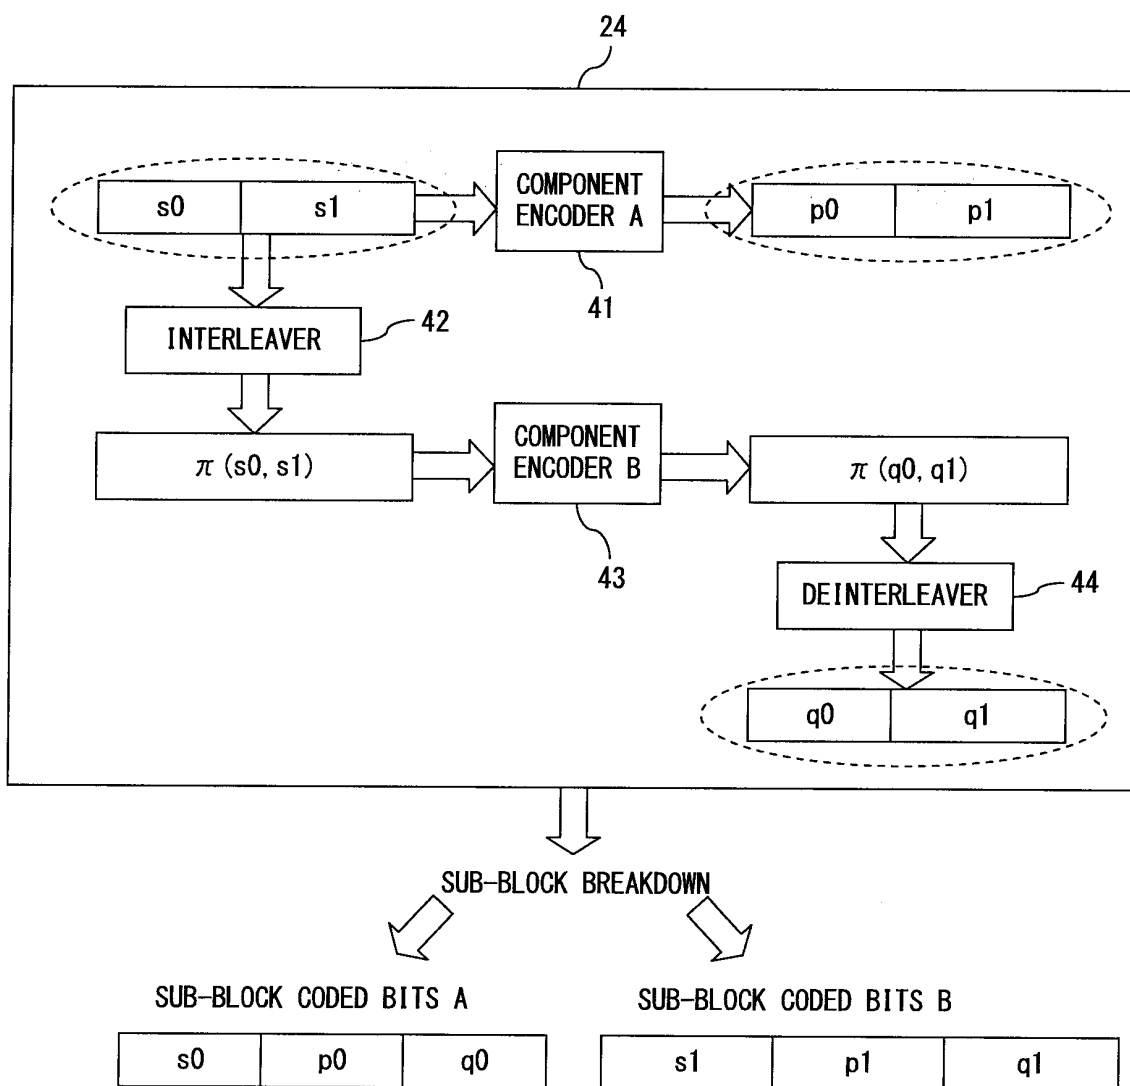 24
s0 s1
COMPONENT
ENCODER A
p0 p1
41
INTERLEAVER
42
π(s0, s1)
COMPONENT
ENCODER B
π(q0, q1)
43
DEINTERLEAVER
44
q0 q1
SUB-BLOCK BREAKDOWN
SUB-BLOCK CODED BITS A
SUB-BLOCK CODED BITS B
s0 p0 q0
s1 p1 q1